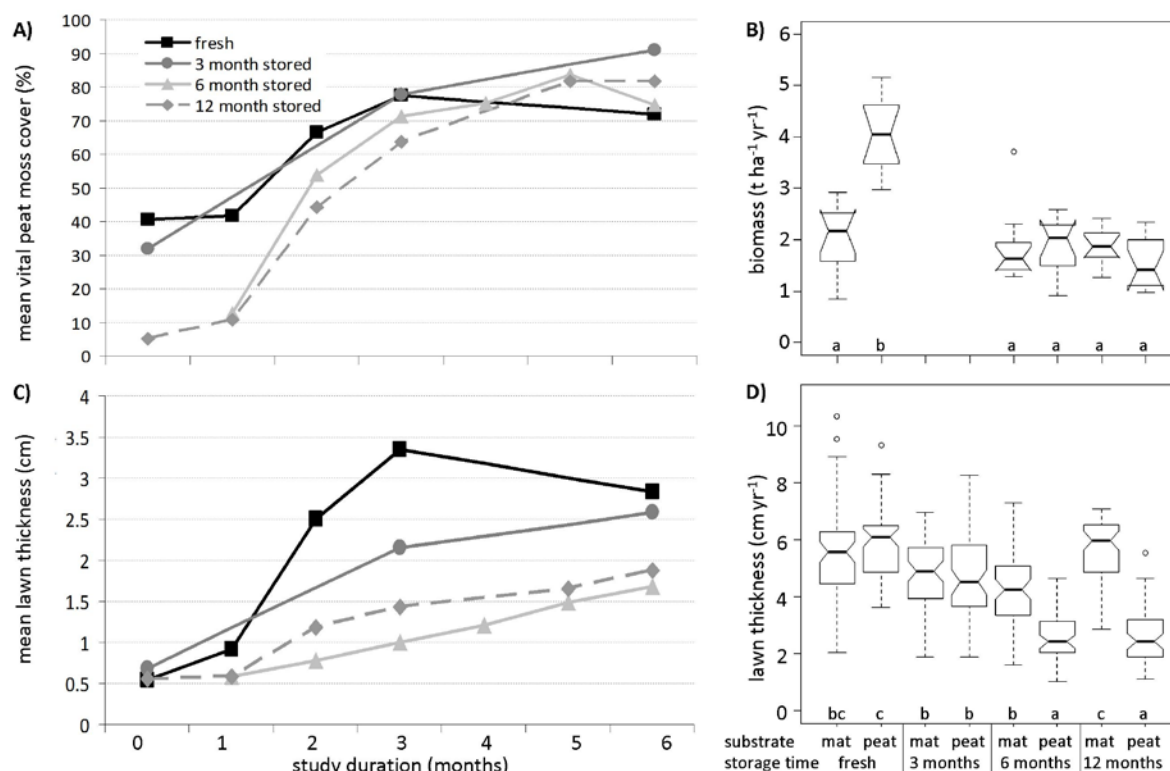 A)
mean vital peat moss cover (%)
100
90
80
70
60
50
40
30
20
10
0
fresh
3 month stored
6 month stored
12 month stored
B)
biomass (t ha⁻¹ yr⁻¹)
6
5
4
3
2
1
0
a b a a a a
C)
mean lawn thickness (cm)
4
3.5
3
2.5
2
1.5
1
0.5
0
0 1 2 3 4 5 6
study duration (months)
D)
lawn thickness (cm yr⁻¹)
10
8
6
4
2
0
bc c b b b a c a
substrate mat peat mat peat mat peat mat peat
storage time fresh 3 months 6 months 12 months